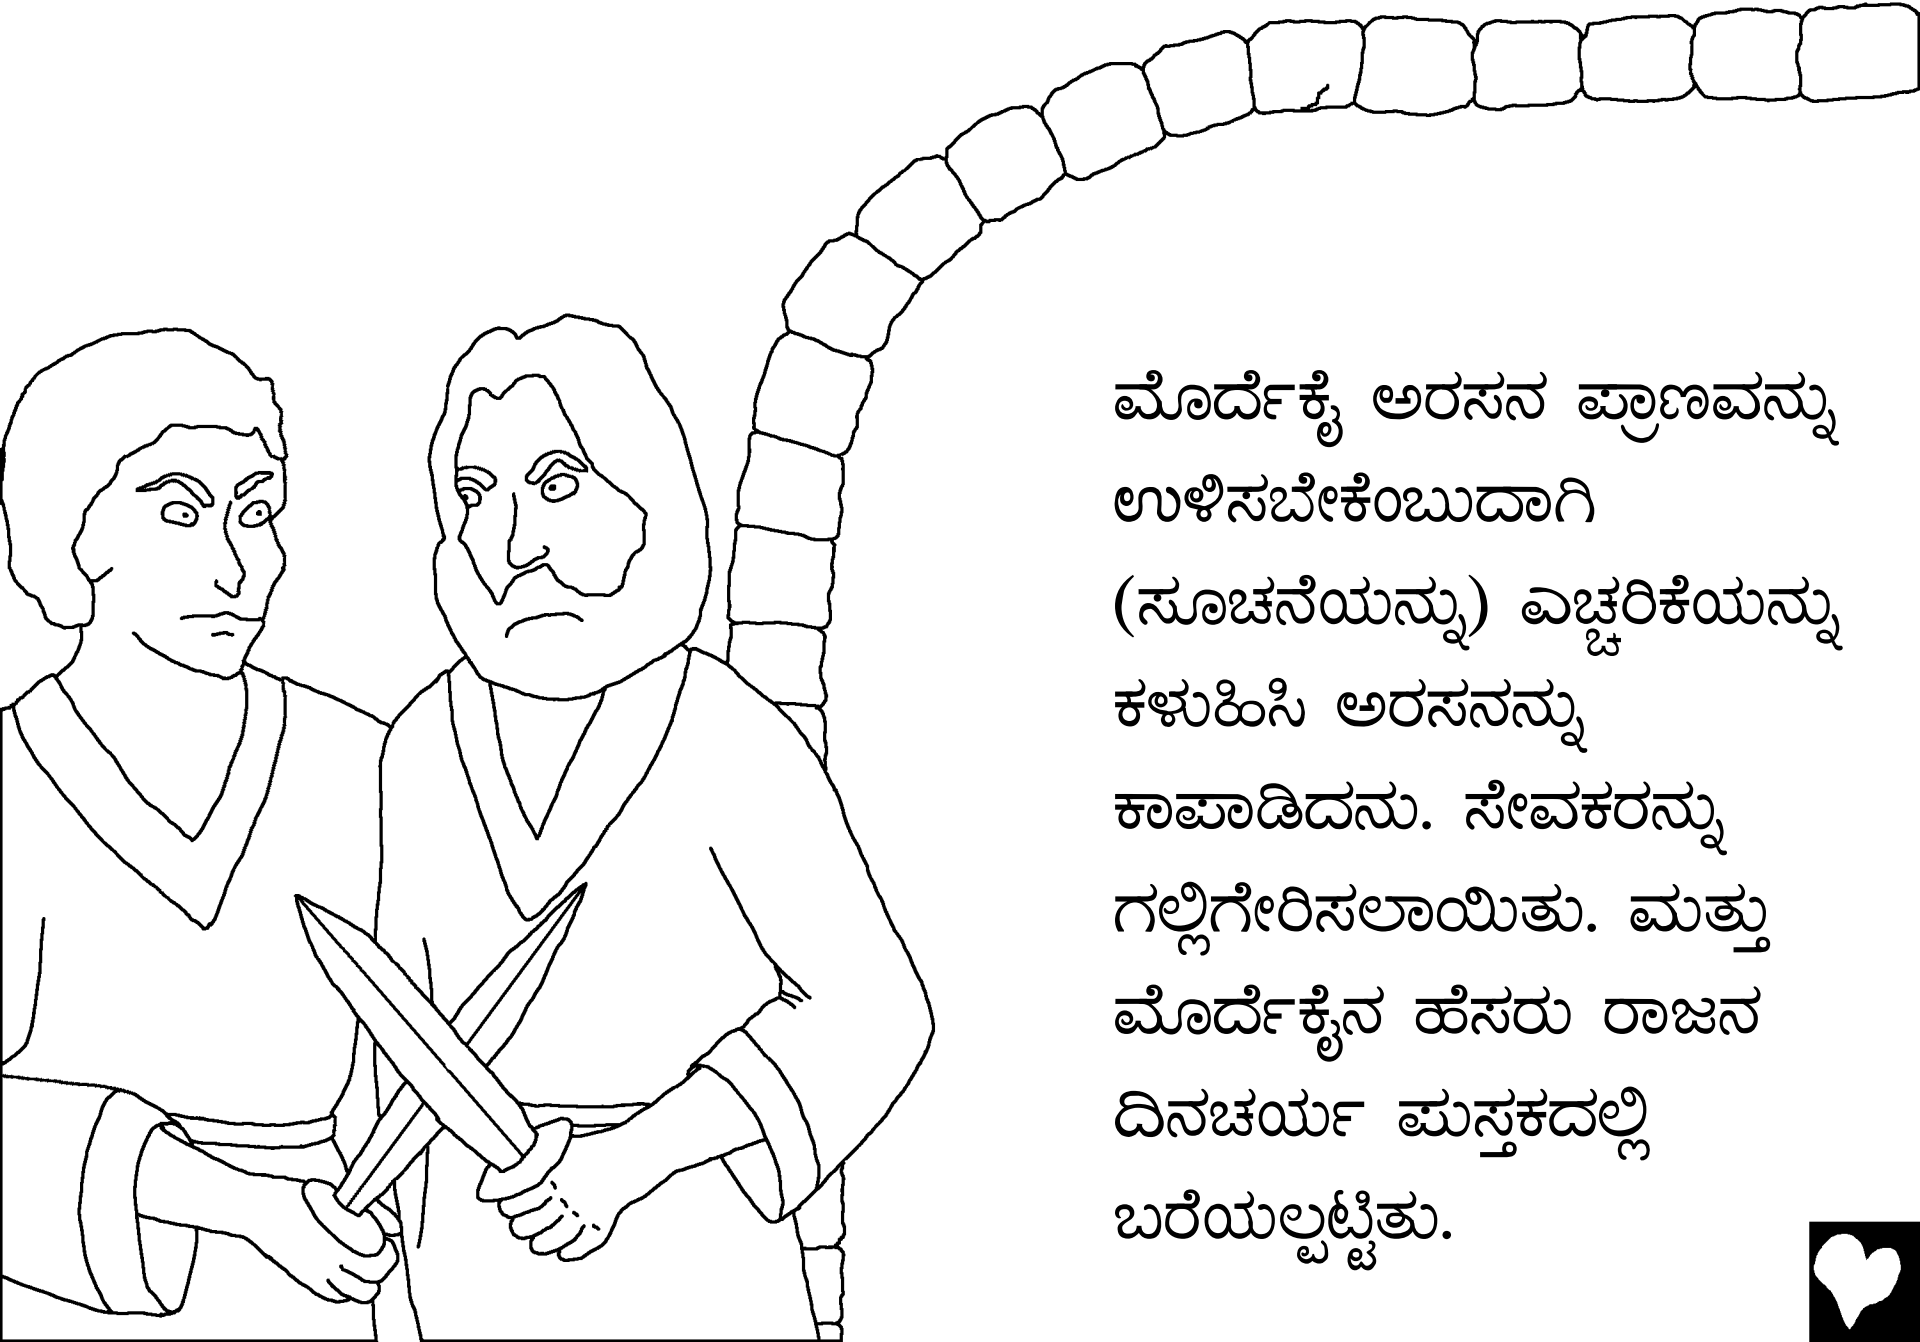 ಮೊರ್ದೆಕೈ ಅರಸನ ಪ್ರಾಣವನ್ನು
ಉಳಿಸಬೇಕೆಂಬುದಾಗಿ
(ಸೂಚನೆಯನ್ನು) ಎಚ್ಚರಿಕೆಯನ್ನು
ಕಳುಹಿಸಿ ಅರಸನನ್ನು
ಕಾಪಾಡಿದನು. ಸೇವಕರನ್ನು
ಗಲ್ಲಿಗೇರಿಸಲಾಯಿತು. ಮತ್ತು
ಮೊರ್ದೆಕೈನ ಹೆಸರು ರಾಜನ
ದಿನಚರ್ಯ ಪುಸ್ತಕದಲ್ಲಿ
ಬರೆಯಲ್ಪಟ್ಟಿತು.